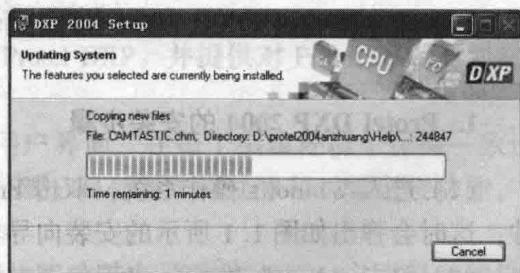 DXP 2004 Setup
Updating System
The features you selected are currently being installed.
CPU
DXP
Copying new files
File: CAMTASTIC.chm, Directory: D:\protel2004anzhuang\Help\...: 244847
Time remaining: 1 minutes
Cancel